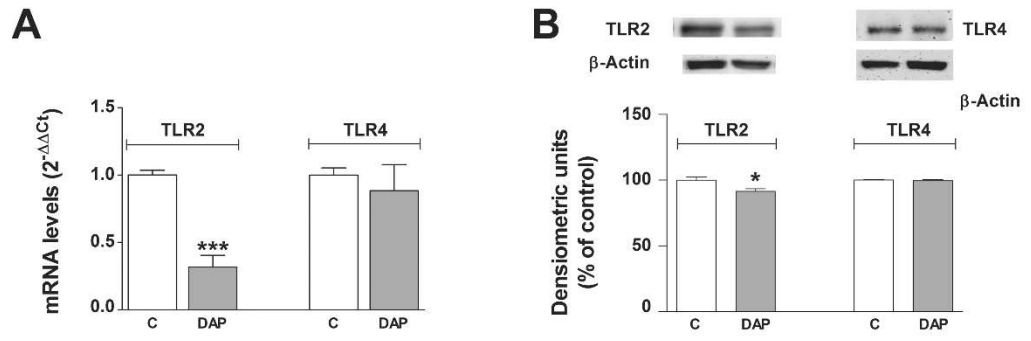 A
mRNA levels (2-ΔΔCt)
1.5
1.0
0.5
0.0
TLR2
TLR4
***
C
DAP
C
DAP
B
TLR2
TLR4
β-Actin
β-Actin
Densiometric units
(% of control)
150
100
50
0
TLR2
TLR4
*
C
DAP
C
DAP